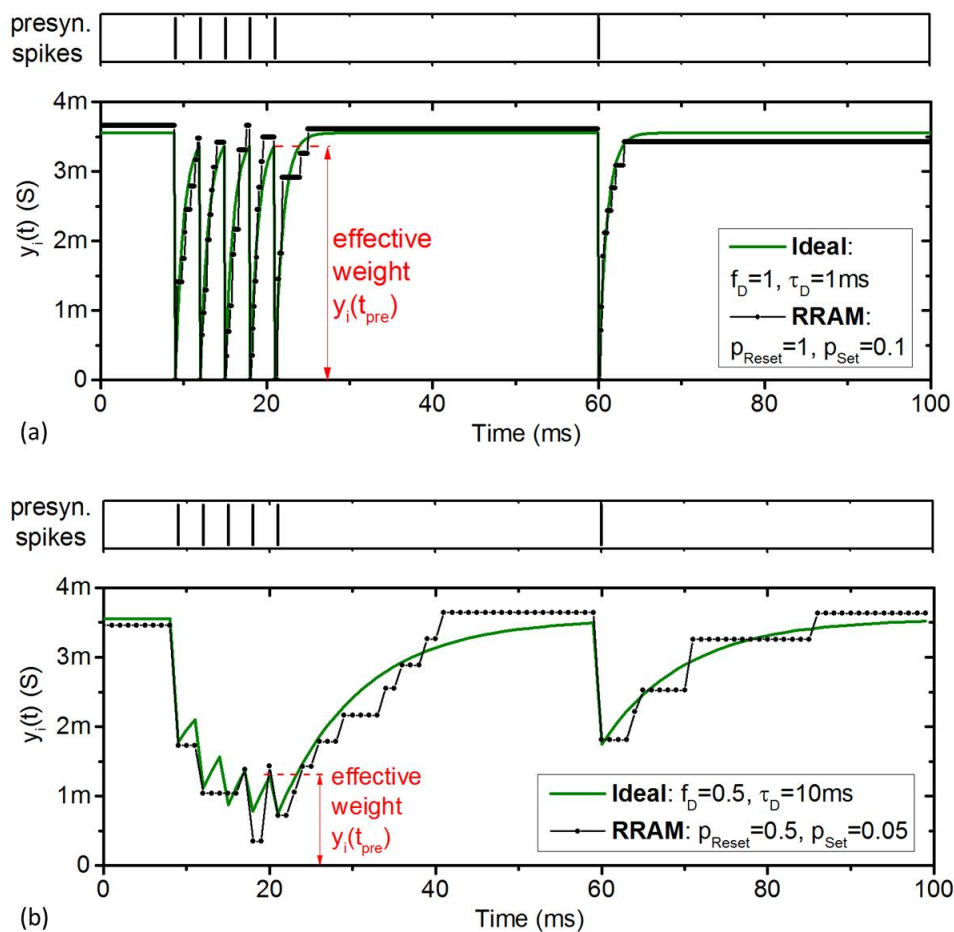 presyn.
spikes
4m
3m
2m
1m
0
y_i(t) (S)
effective
weight
y_i(t_pre)
Ideal:
f_D=1, τ_D=1ms
RRAM:
p_Reset=1, p_Set=0.1
0 20 40 60 80 100
Time (ms)
(a)
presyn.
spikes
4m
3m
2m
1m
0
y_i(t) (S)
effective
weight
y_i(t_pre)
Ideal: f_D=0.5, τ_D=10ms
RRAM: p_Reset=0.5, p_Set=0.05
0 20 40 60 80 100
Time (ms)
(b)